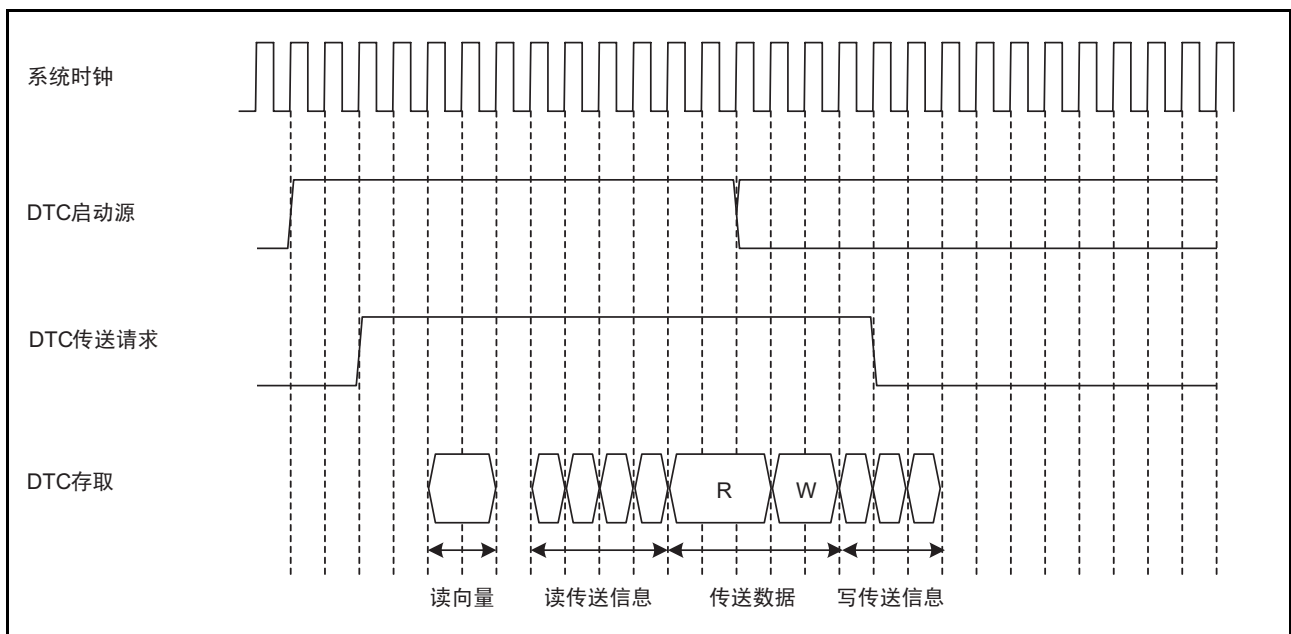 系统时钟
DTC启动源
DTC传送请求
DTC存取
R
W
读向量
读传送信息
传送数据
写传送信息